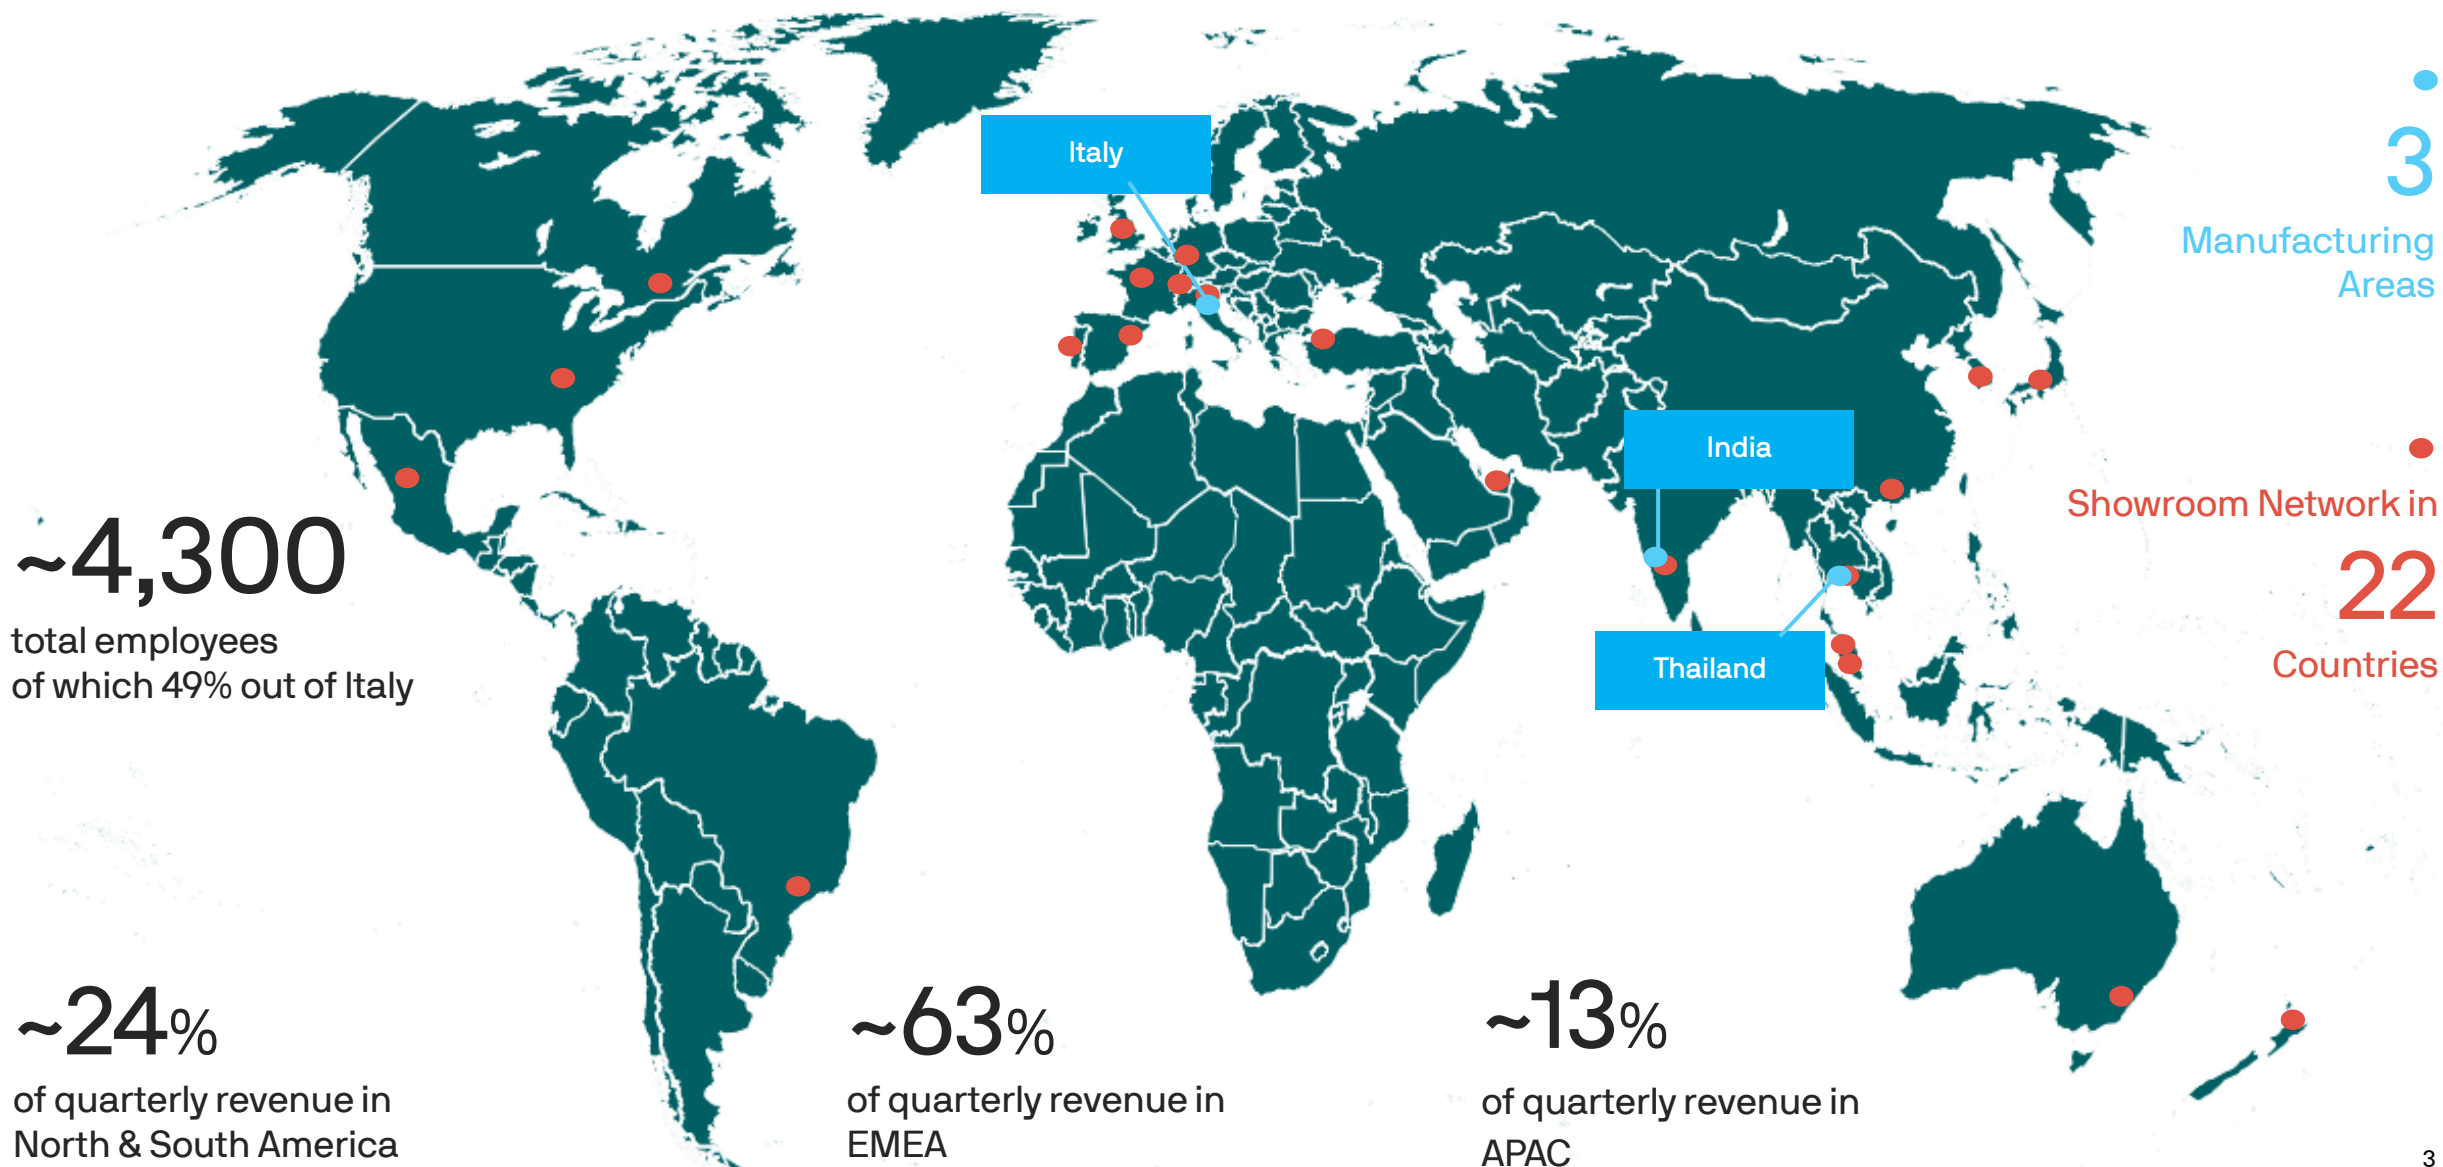 Italy
3
Manufacturing
Areas
India
Showroom Network in
22
Countries
Thailand
~4,300
total employees
of which 49% out of Italy
~24%
of quarterly revenue in
North & South America
~63%
of quarterly revenue in
EMEA
~13%
of quarterly revenue in
APAC
3